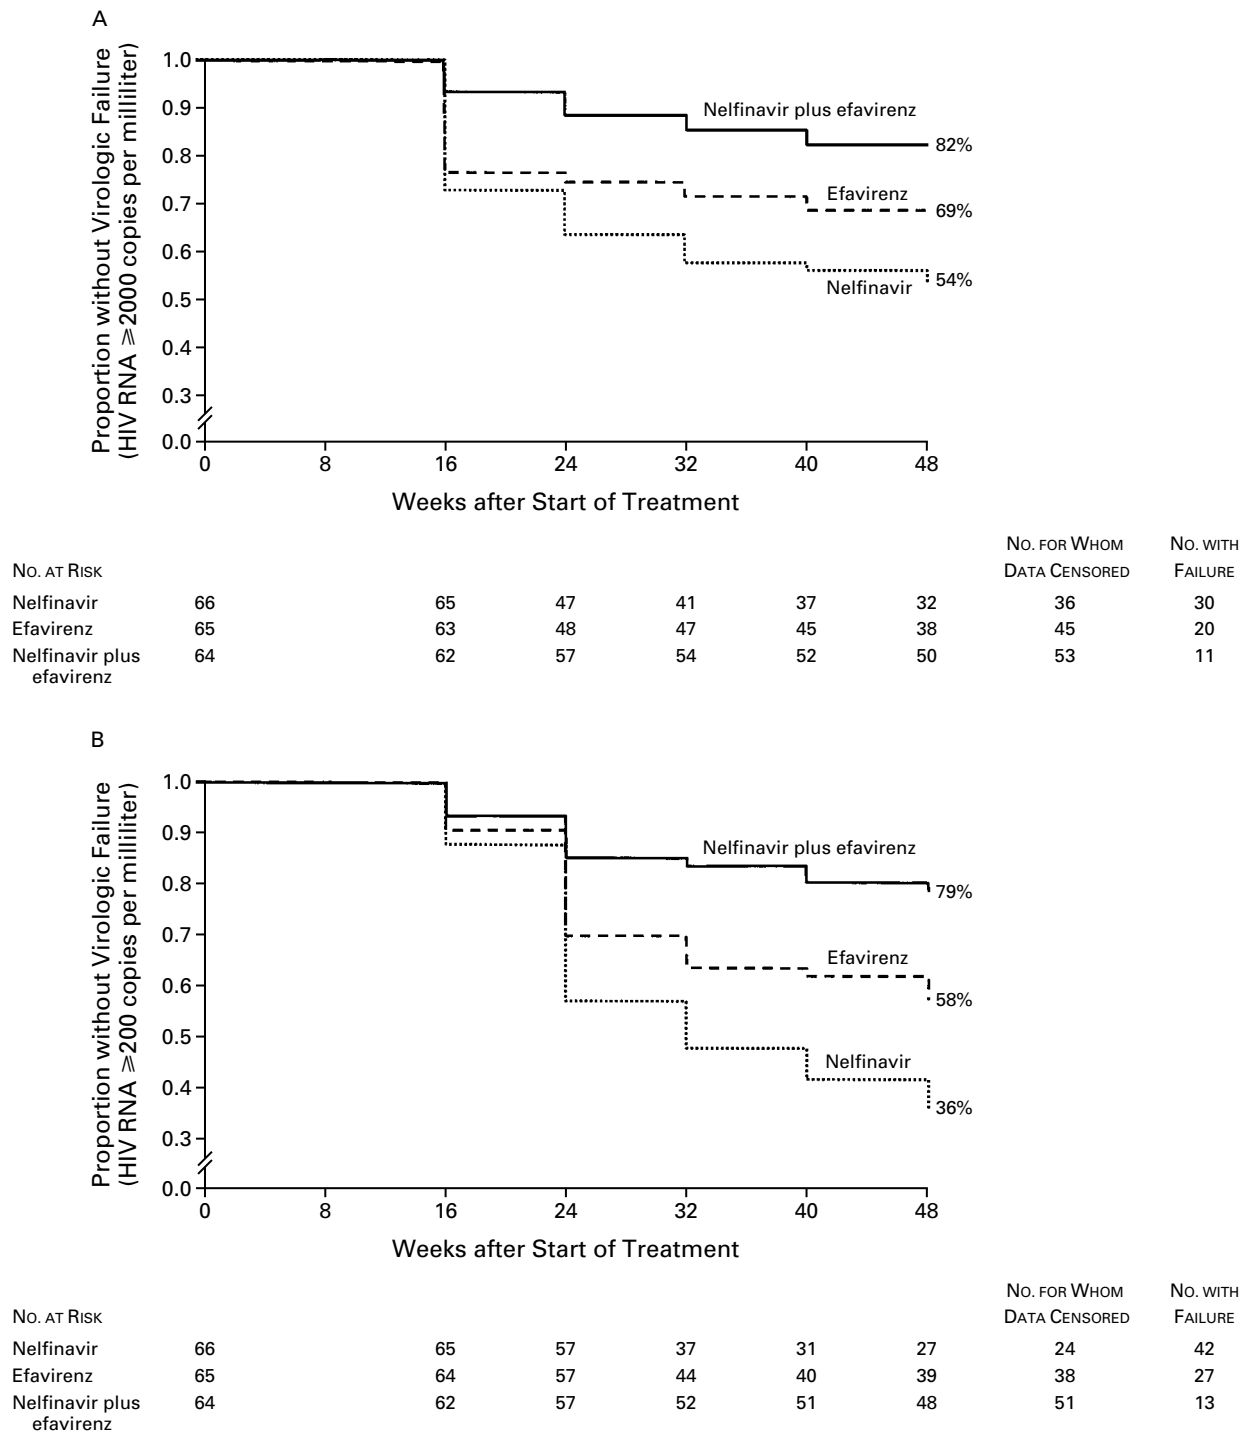 A
Proportion without Virologic Failure
(HIV RNA ⩾2000 copies per milliliter)
1.0
0.9
0.8
0.7
0.6
0.5
0.4
0.3
0.0
Nelfinavir plus efavirenz
82%
Efavirenz
69%
54%
Nelfinavir
0 8 16 24 32 40 48
Weeks after Start of Treatment
NO. FOR WHOM NO. WITH
NO. AT RISK DATA CENSORED FAILURE
Nelfinavir 66 65 47 41 37 32 36 30
Efavirenz 65 63 48 47 45 38 45 20
Nelfinavir plus 64 62 57 54 52 50 53 11
efavirenz
B
Proportion without Virologic Failure
(HIV RNA ⩾200 copies per milliliter)
1.0
0.9
0.8
0.7
0.6
0.5
0.4
0.3
0.0
Nelfinavir plus efavirenz
79%
Efavirenz
58%
Nelfinavir
36%
0 8 16 24 32 40 48
Weeks after Start of Treatment
NO. FOR WHOM NO. WITH
NO. AT RISK DATA CENSORED FAILURE
Nelfinavir 66 65 57 37 31 27 24 42
Efavirenz 65 64 57 44 40 39 38 27
Nelfinavir plus 64 62 57 52 51 48 51 13
efavirenz